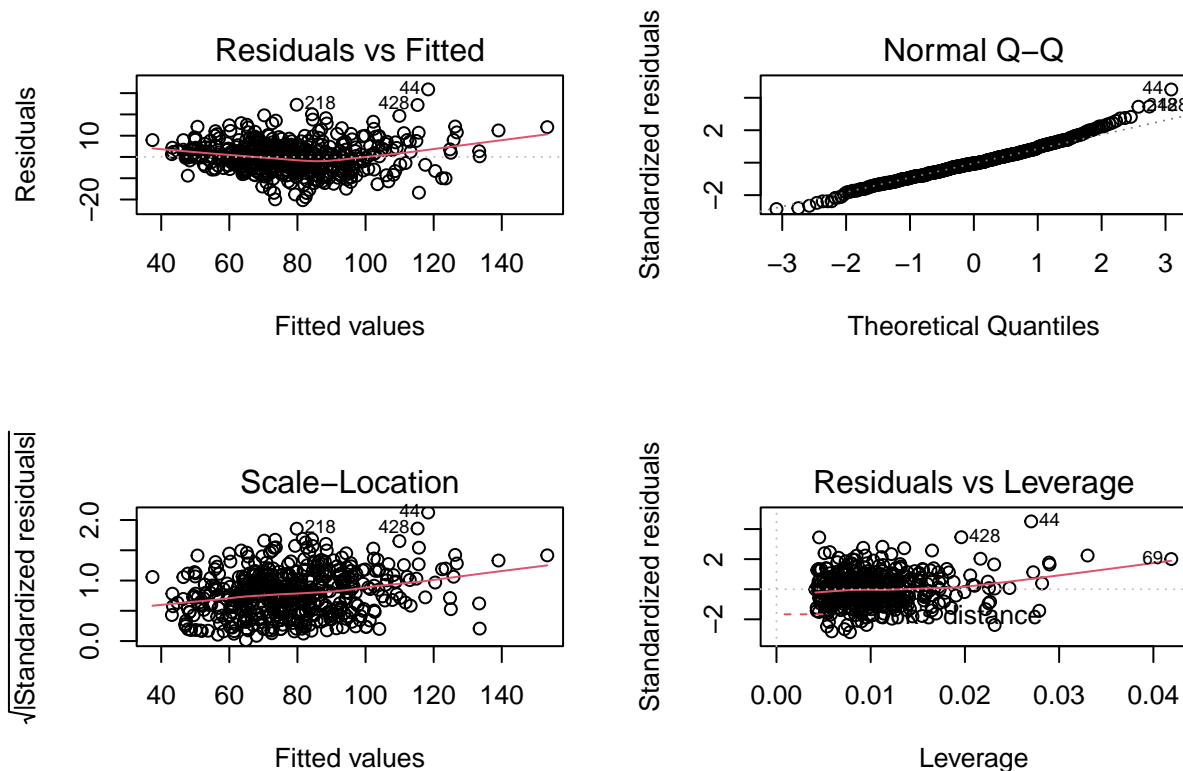 Residuals vs Fitted
Residuals
10
−20
44
218
428
40 60 80 100 120 140
Fitted values
Normal Q−Q
Standardized residuals
2
−2
44
428
−3 −2 −1 0 1 2 3
Theoretical Quantiles
Scale−Location
√|Standardized residuals|
2.0
1.0
0.0
44
218
428
40 60 80 100 120 140
Fitted values
Residuals vs Leverage
Standardized residuals
2
−2
44
428
69
distance
0.00 0.01 0.02 0.03 0.04
Leverage